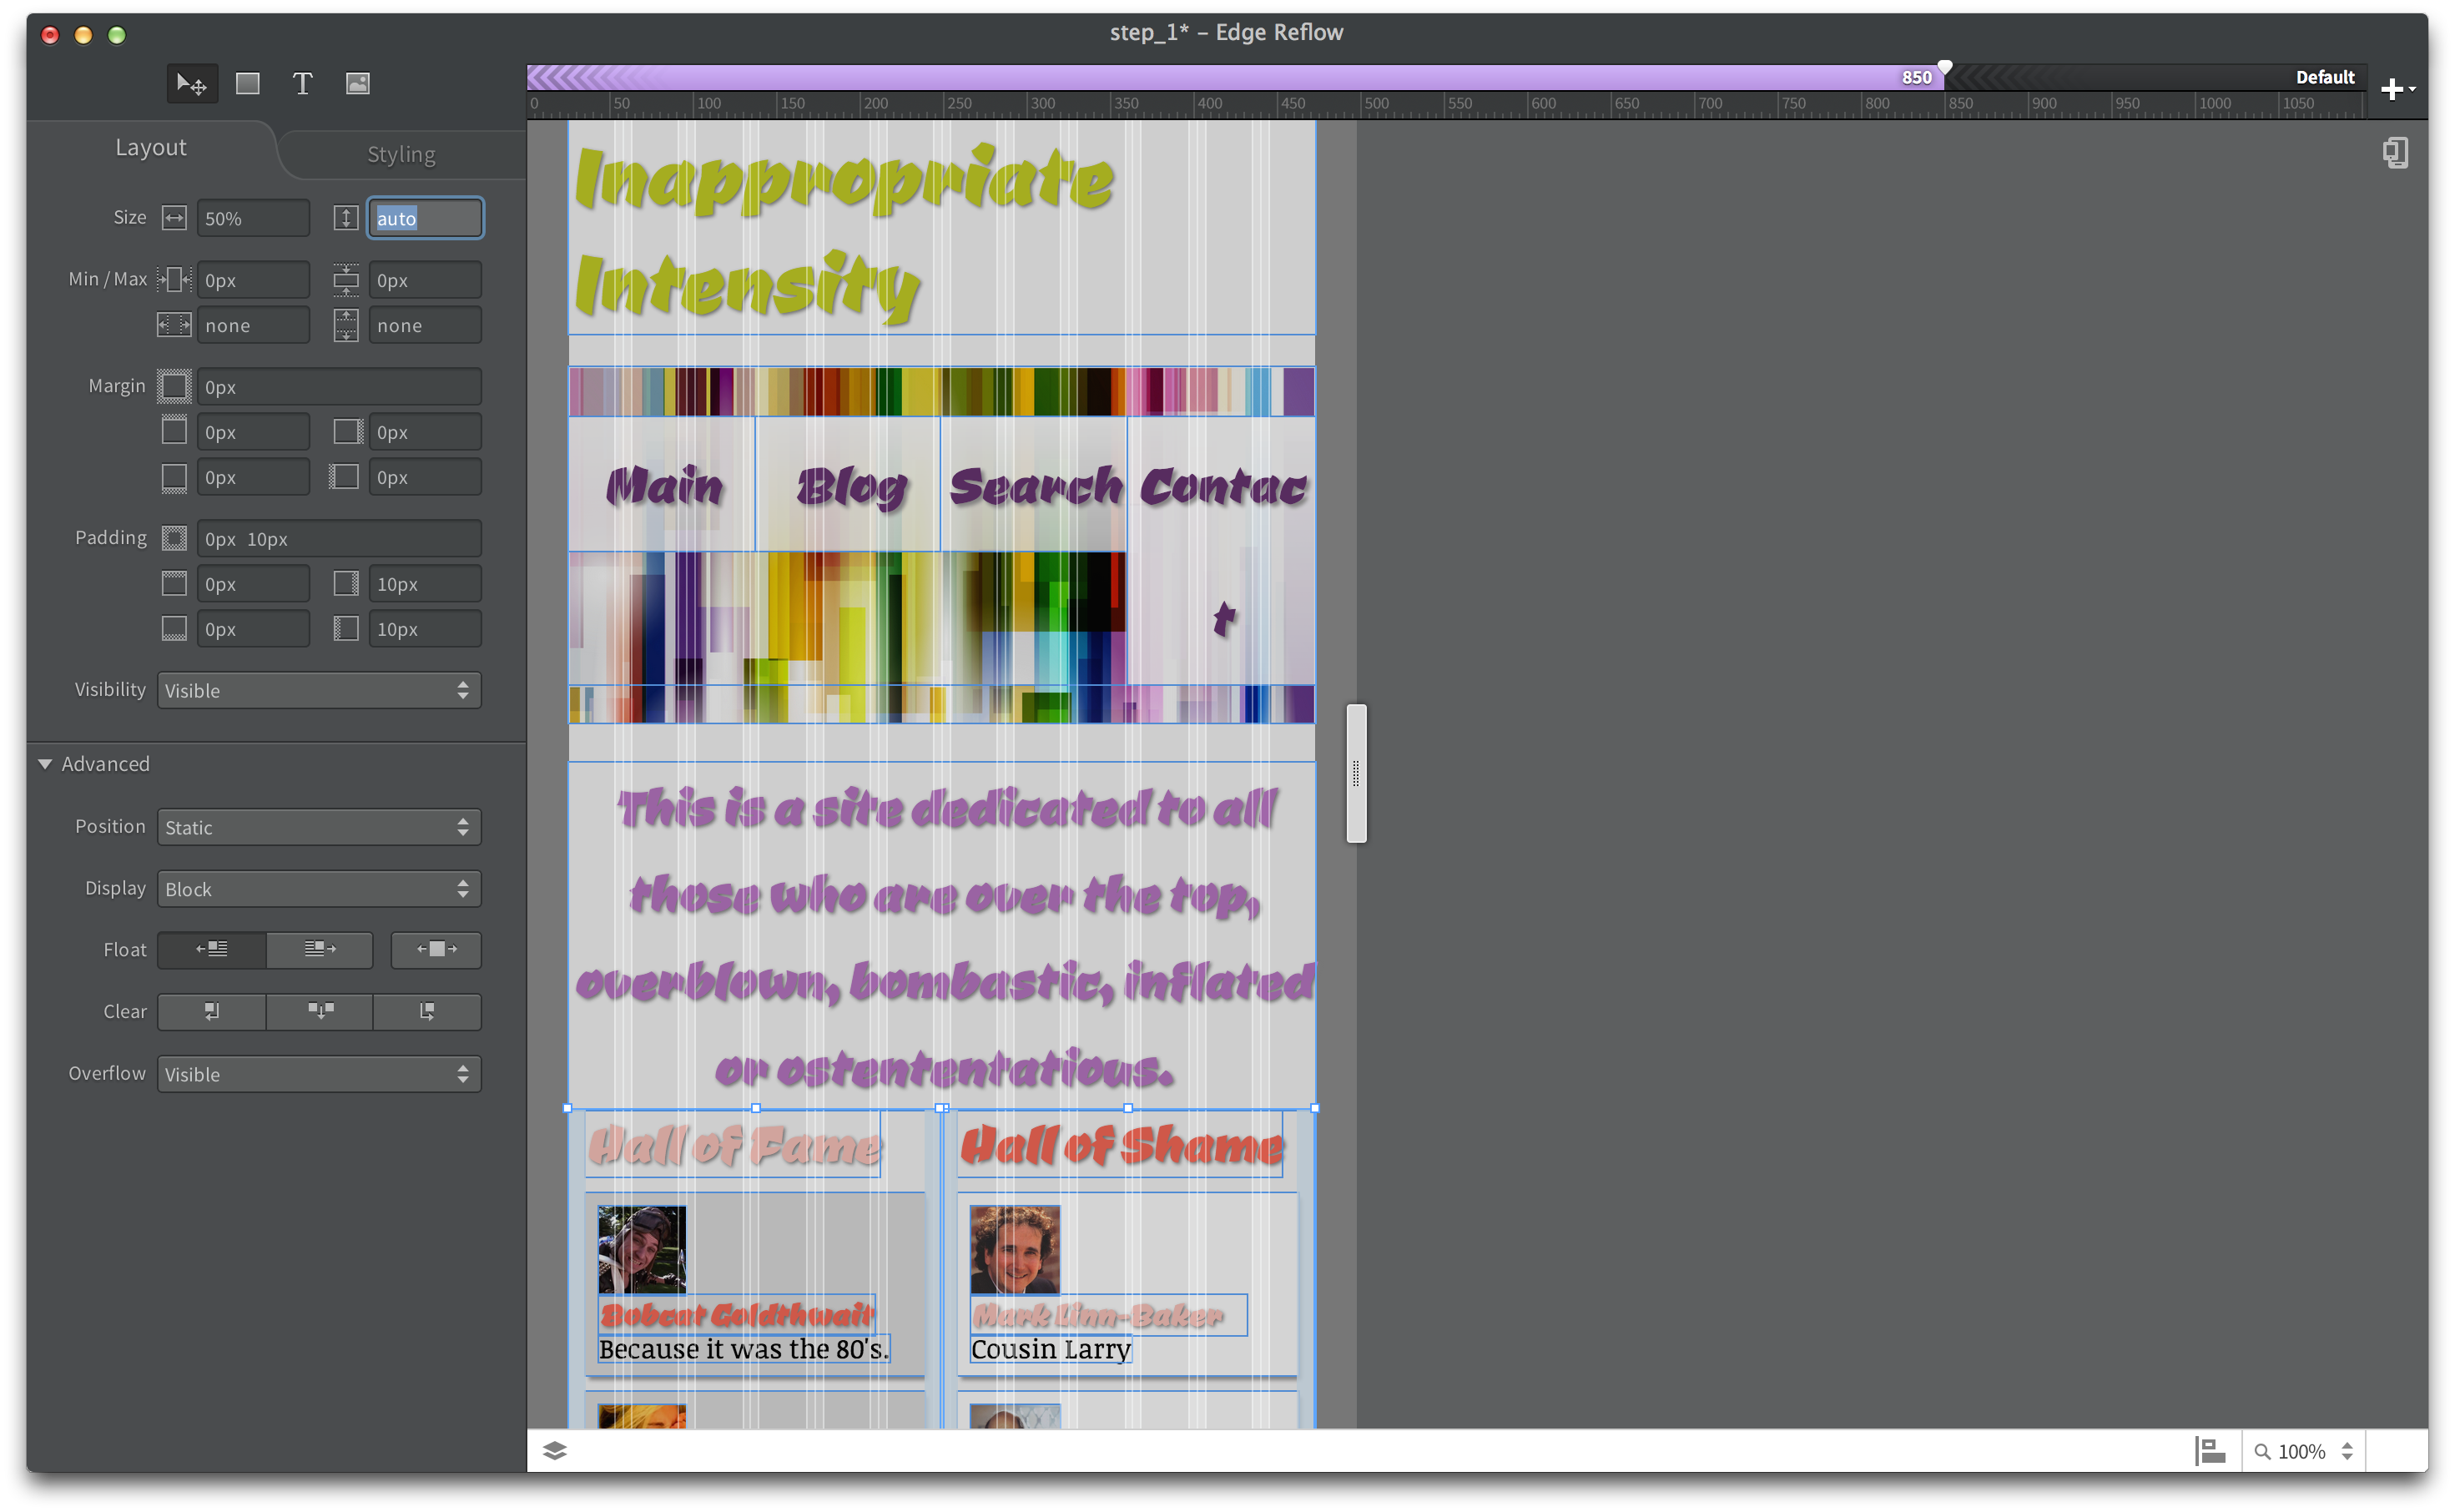 step_1* – Edge Reflow
850
Default
0 50 100 150 200 250 300 350 400 450 500 550 600 650 700 750 800 850 900 950 1000 1050
Layout
Styling
Size 50% auto
Min / Max 0px 0px
none none
Margin 0px
0px 0px
0px 0px
Padding 0px 10px
0px 10px
0px 10px
Visibility Visible
Advanced
Position Static
Display Block
Float
Clear
Overflow Visible
Inappropriate
Intensity
Main Blog Search Contac
t
This is a site dedicated to all
those who are over the top,
overblown, bombastic, inflated
or ostententatious.
Hall of Fame Hall of Shame
Bobcat Goldthwait Mark Linn-Baker
Because it was the 80's. Cousin Larry
100%